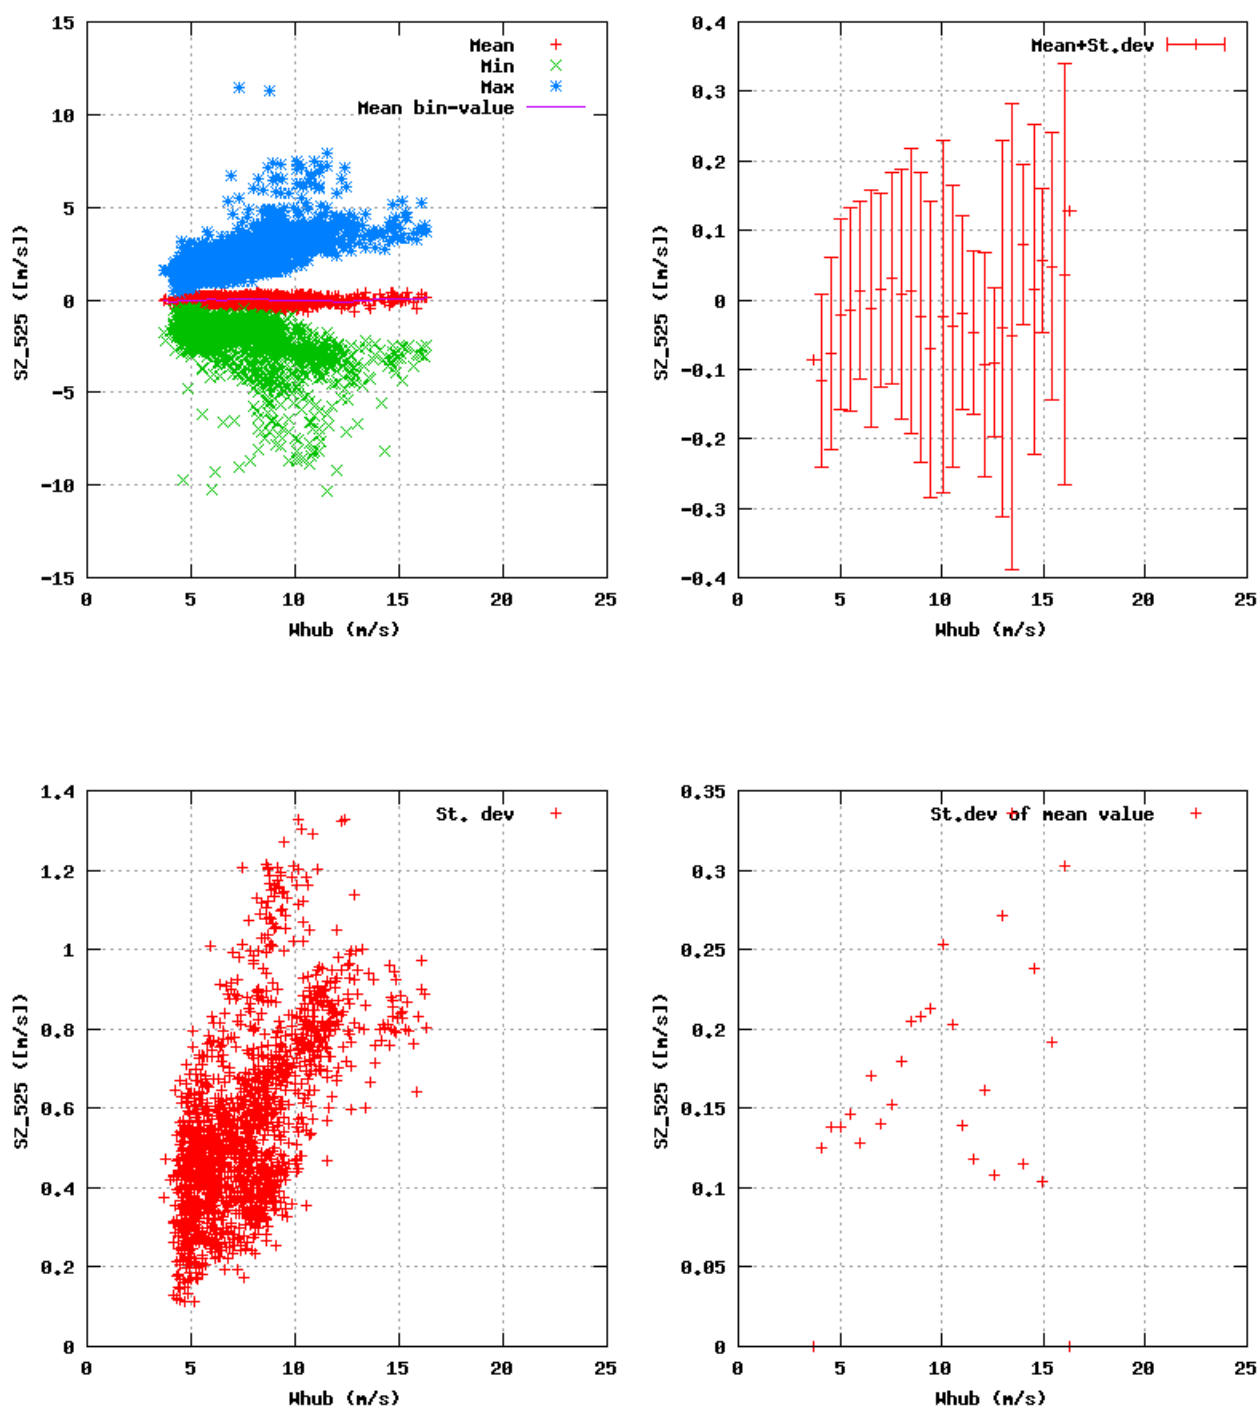 15
10
5
0
-5
-10
-15
SZ_525 ([m/s])
Mean
Min
Max
Mean bin-value
0 5 10 15 20 25
Whub (m/s)
0.4
0.3
0.2
0.1
0
-0.1
-0.2
-0.3
-0.4
SZ_525 ([m/s])
Mean+St.dev
0 5 10 15 20 25
Whub (m/s)
1.4
1.2
1
0.8
0.6
0.4
0.2
0
SZ_525 ([m/s])
St. dev
0 5 10 15 20 25
Whub (m/s)
0.35
0.3
0.25
0.2
0.15
0.1
0.05
0
SZ_525 ([m/s])
St.dev of mean value
0 5 10 15 20 25
Whub (m/s)